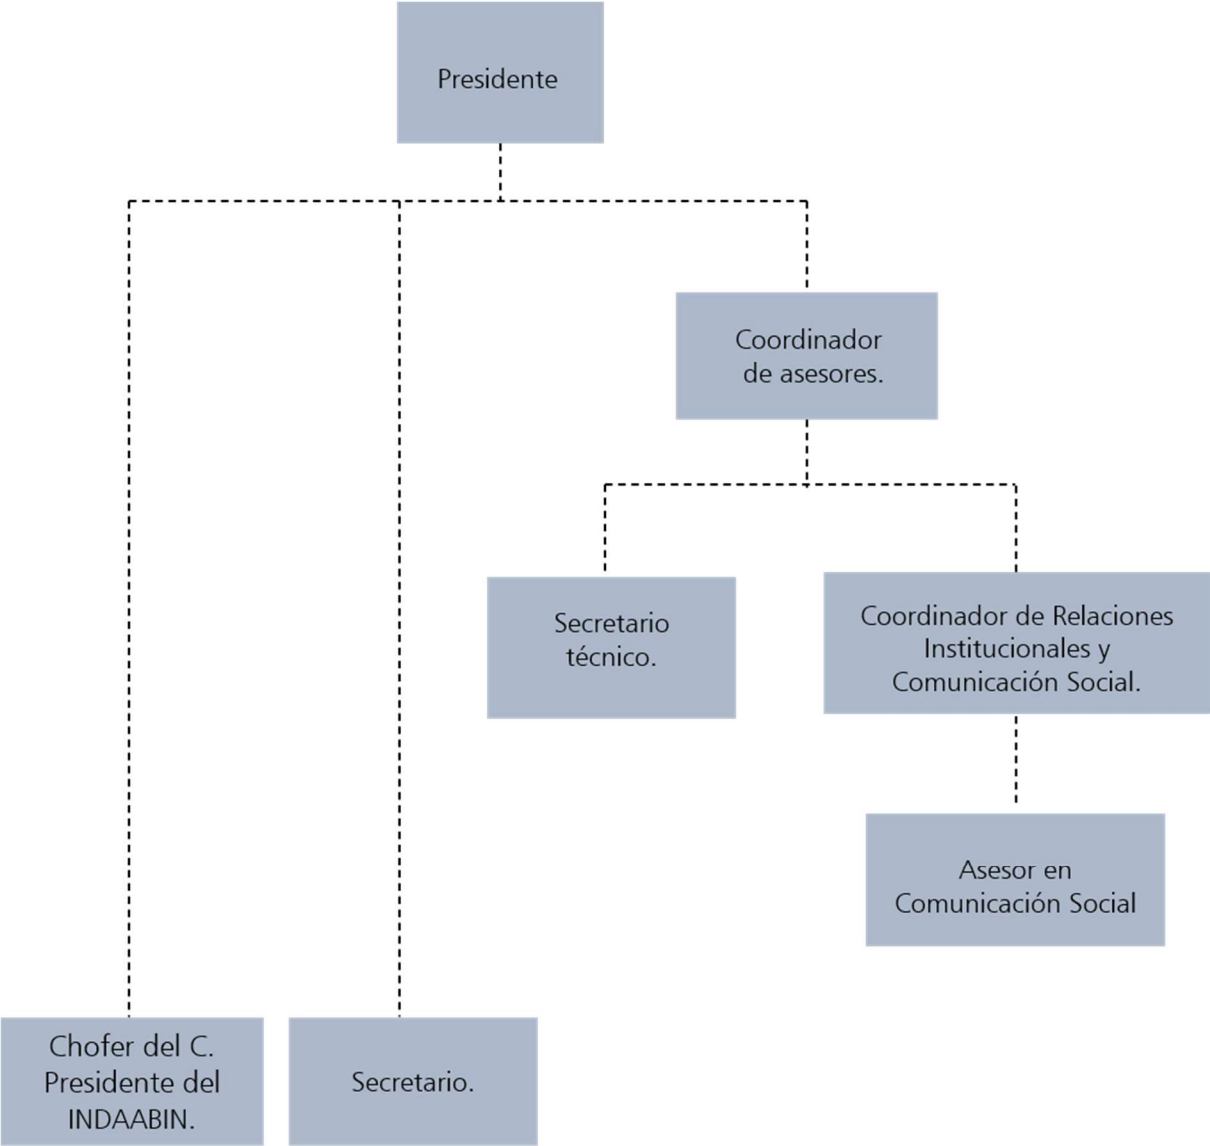 Presidente
Coordinador
de asesores.
Secretario
técnico.
Coordinador de Relaciones
Institucionales y
Comunicación Social.
Asesor en
Comunicación Social
Chofer del C.
Presidente del
INDAABIN.
Secretario.